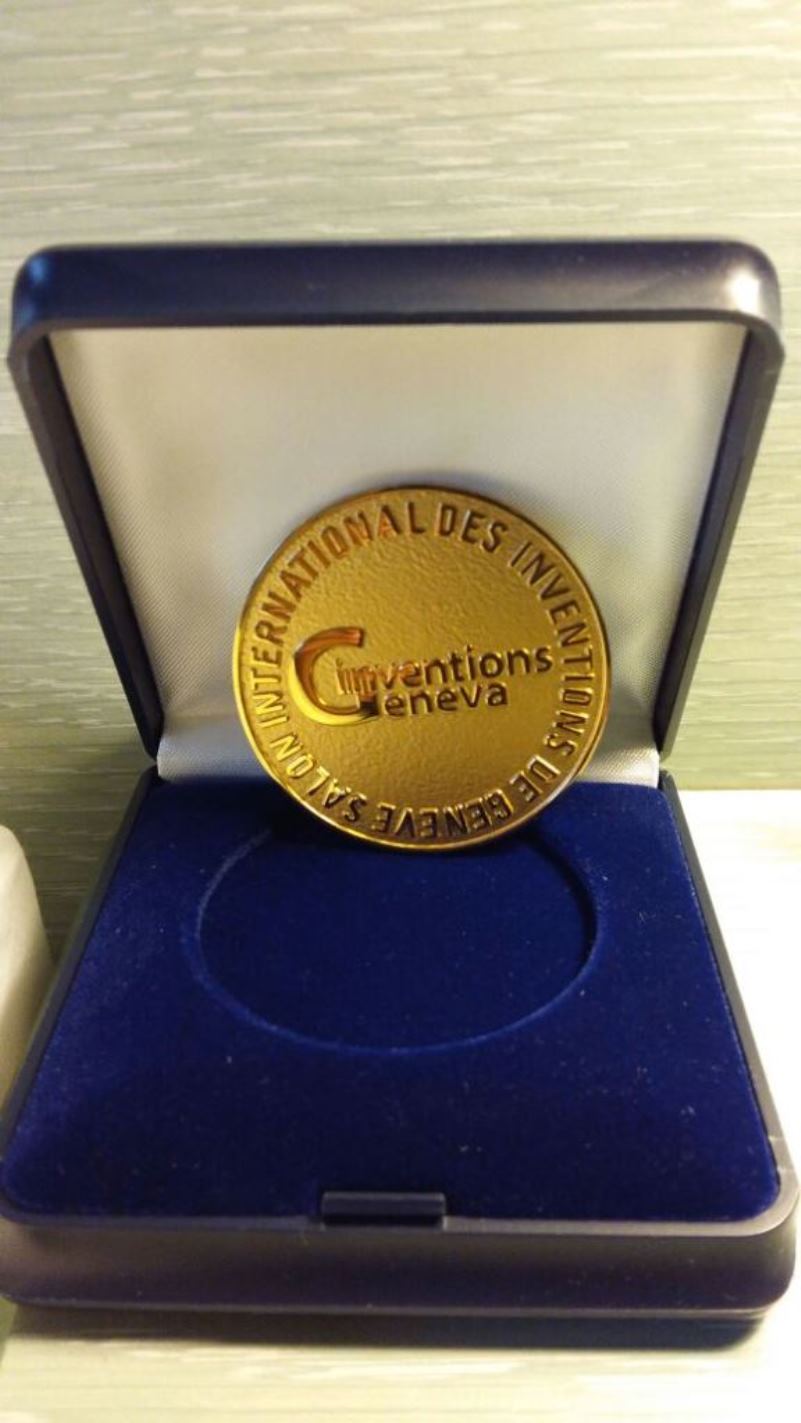 SALON INTERNATIONAL DES INVENTIONS DE GENEVE
inventions
Geneva